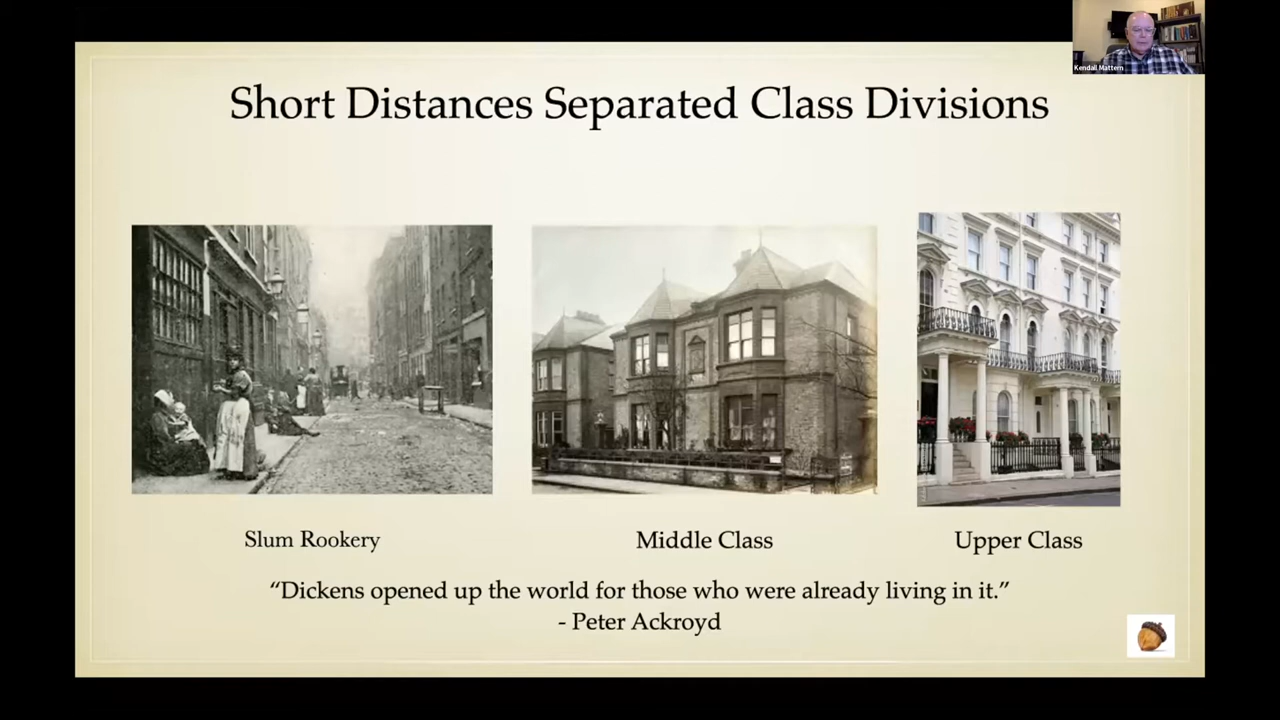 Kendall Mattern
Short Distances Separated Class Divisions
Slum Rookery
Middle Class
Upper Class
“Dickens opened up the world for those who were already living in it.”
- Peter Ackroyd